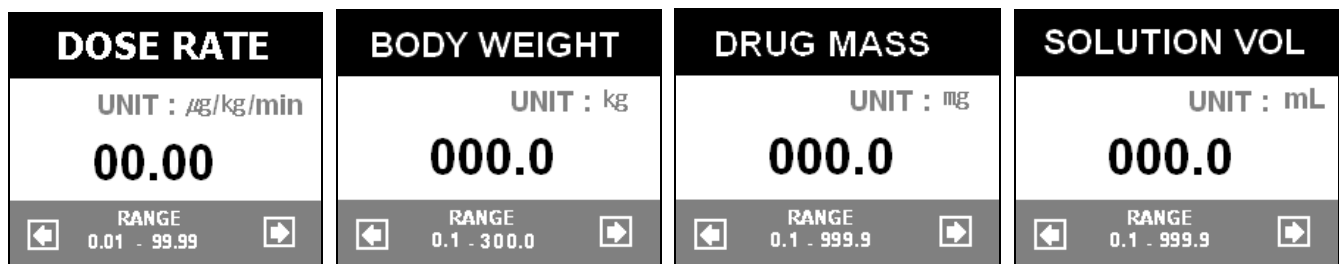 DOSE RATE
UNIT : ㎍/kg/min
00.00
RANGE
0.01 - 99.99
BODY WEIGHT
UNIT : kg
000.0
RANGE
0.1 - 300.0
DRUG MASS
UNIT : ㎎
000.0
RANGE
0.1 - 999.9
SOLUTION VOL
UNIT : mL
000.0
RANGE
0.1 - 999.9